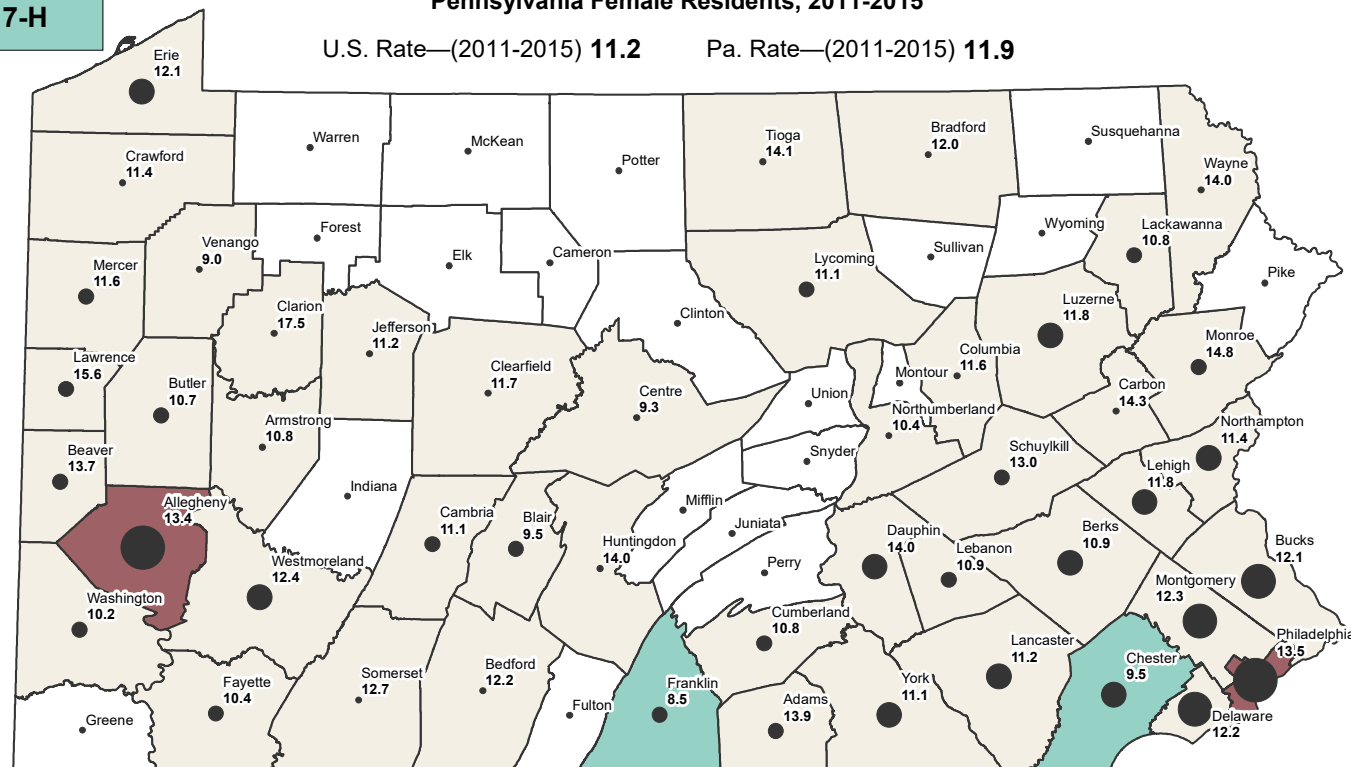 7-H
Pennsylvania Female Residents, 2011-2015
U.S. Rate—(2011-2015) 11.2
Pa. Rate—(2011-2015) 11.9
Erie
12.1
Warren
McKean
Potter
Tioga
14.1
Bradford
12.0
Susquehanna
Wayne
14.0
Crawford
11.4
Venango
9.0
Forest
Elk
Cameron
Lycoming
11.1
Sullivan
Wyoming
Lackawanna
10.8
Pike
Mercer
11.6
Clarion
17.5
Jefferson
11.2
Clinton
Luzerne
11.8
Monroe
14.8
Lawrence
15.6
Butler
10.7
Clearfield
11.7
Centre
9.3
Union
Montour
Columbia
11.6
Carbon
14.3
Armstrong
10.8
Northumberland
10.4
Northampton
11.4
Beaver
13.7
Snyder
Schuylkill
13.0
Lehigh
11.8
Allegheny
13.4
Indiana
Cambria
11.1
Blair
9.5
Mifflin
Juniata
Huntingdon
14.0
Dauphin
14.0
Lebanon
10.9
Berks
10.9
Bucks
12.1
Westmoreland
12.4
Perry
Montgomery
12.3
Washington
10.2
Cumberland
10.8
Lancaster
11.2
Philadelphia
13.5
Chester
9.5
Fayette
10.4
Somerset
12.7
Bedford
12.2
Franklin
8.5
York
11.1
Adams
13.9
Fulton
Greene
Delaware
12.2